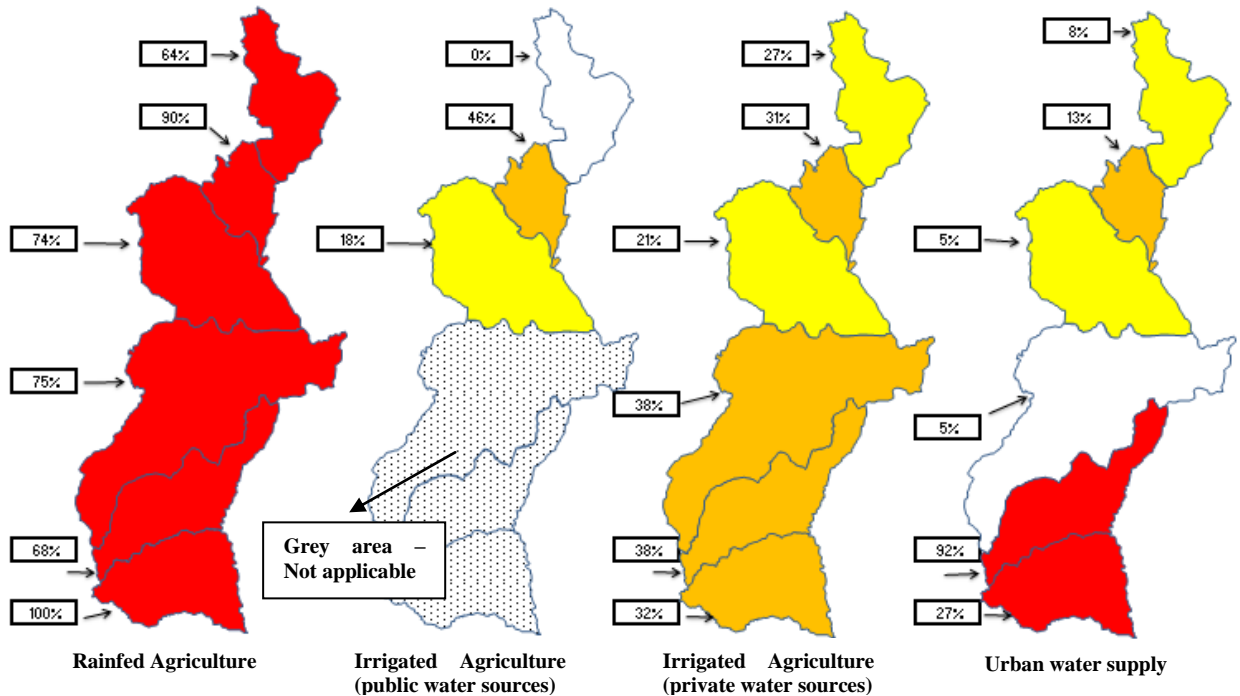 64%
90%
74%
75%
68%
100%
Rainfed Agriculture
0%
46%
18%
Grey area –
Not applicable
Irrigated Agriculture
(public water sources)
27%
31%
21%
38%
38%
32%
Irrigated Agriculture
(private water sources)
8%
13%
5%
5%
92%
27%
Urban water supply